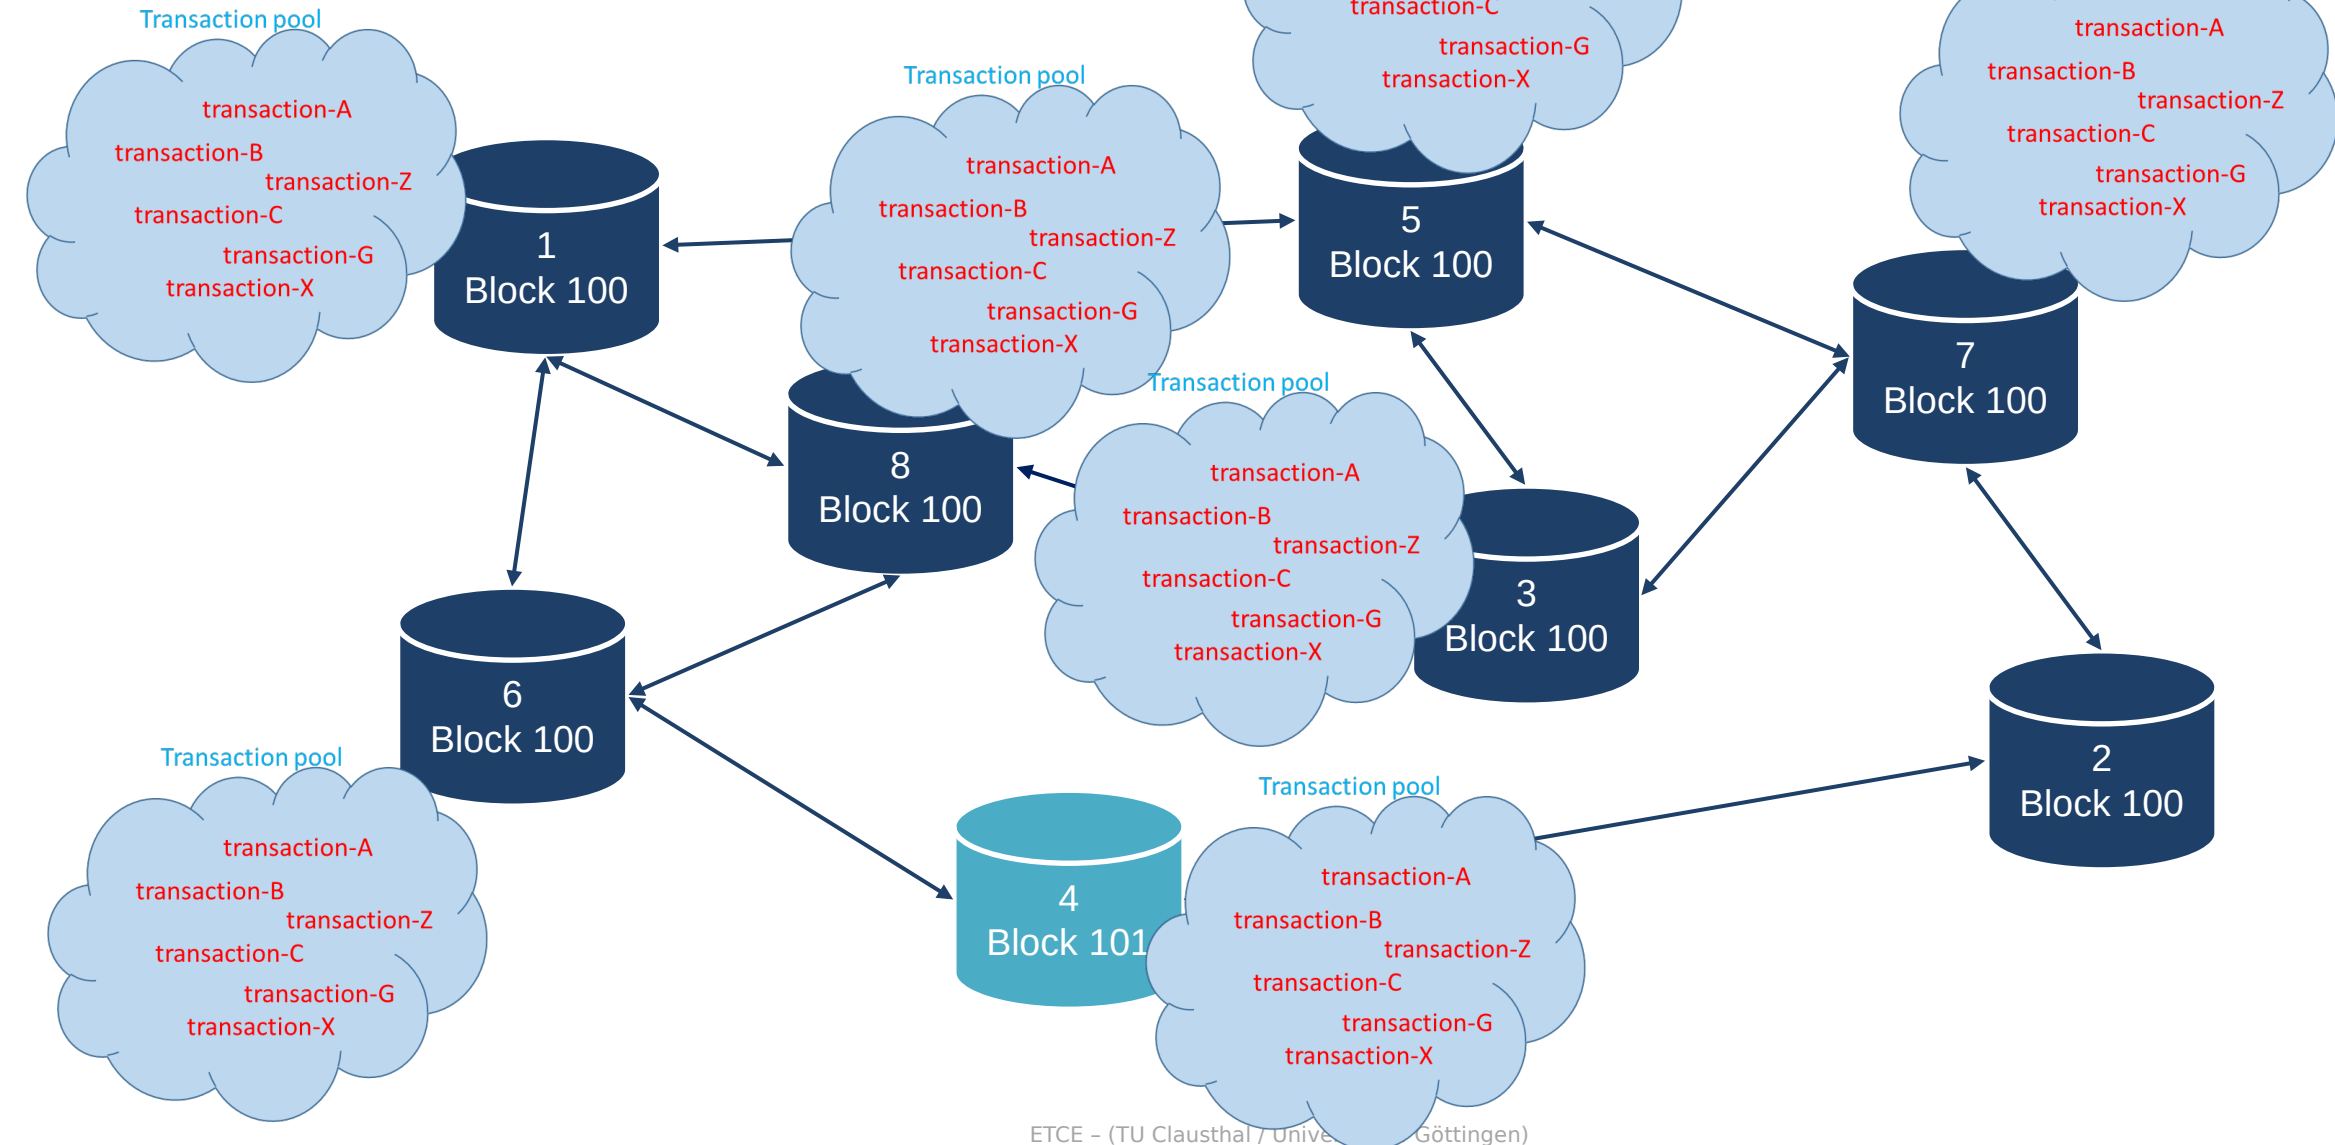 Transaction pool
transaction-A
transaction-B
transaction-Z
transaction-C
transaction-G
transaction-X
1
Block 100
Transaction pool
transaction-A
transaction-B
transaction-Z
transaction-C
transaction-G
transaction-X
8
Block 100
transaction-C
transaction-G
transaction-X
5
Block 100
transaction-A
transaction-B
transaction-Z
transaction-C
transaction-G
transaction-X
7
Block 100
Transaction pool
transaction-A
transaction-B
transaction-Z
transaction-C
transaction-G
transaction-X
3
Block 100
6
Block 100
Transaction pool
transaction-A
transaction-B
transaction-Z
transaction-C
transaction-G
transaction-X
4
Block 101
Transaction pool
transaction-A
transaction-B
transaction-Z
transaction-C
transaction-G
transaction-X
2
Block 100
ETCE – (TU Clausthal / Göttingen)